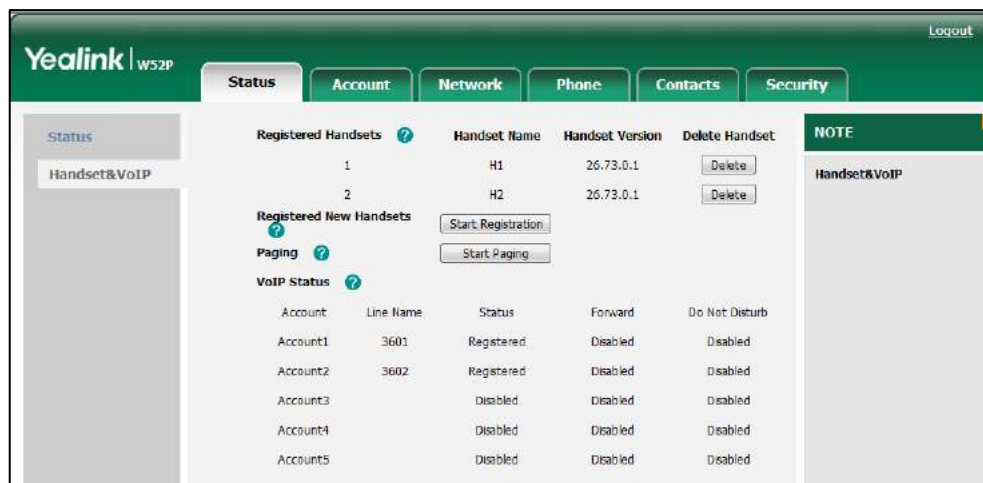 Logout
Yealink | W52P
Status Account Network Phone Contacts Security
Status
Handset&VoIP
Registered Handsets ? Handset Name Handset Version Delete Handset
1 H1 26.73.0.1 Delete
2 H2 26.73.0.1 Delete
Registered New Handsets ? Start Registration
Paging ? Start Paging
VoIP Status ?
Account Line Name Status Forward Do Not Disturb
Account1 3601 Registered Disabled Disabled
Account2 3602 Registered Disabled Disabled
Account3 Disabled Disabled Disabled
Account4 Disabled Disabled Disabled
Account5 Disabled Disabled Disabled
NOTE
Handset&VoIP